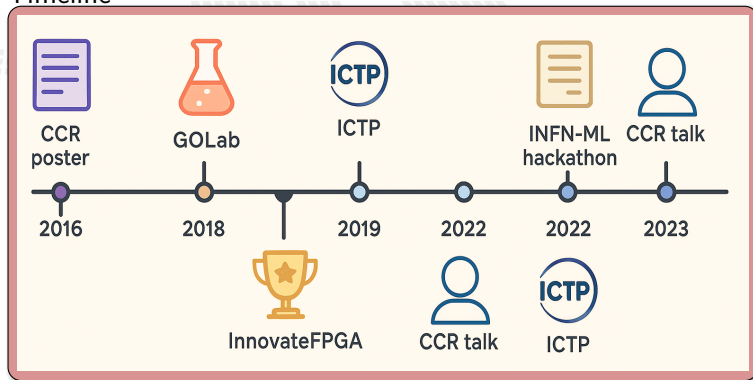 Timeline
ICTP
CCR
poster
GOLab
ICTP
INFN-ML
hackathon
CCR talk
2016
2018
2019
2022
2022
2023
ICTP
InnovateFPGA
CCR talk
ICTP